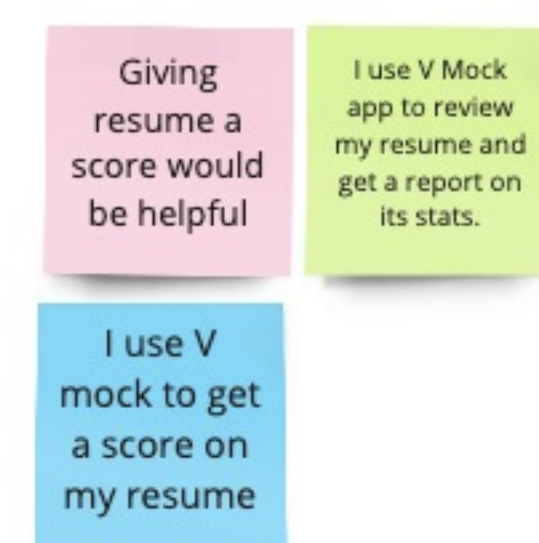 Giving
resume a
score would
be helpful
I use V Mock
app to review
my resume and
get a report on
its stats.
I use V
mock to get
a score on
my resume